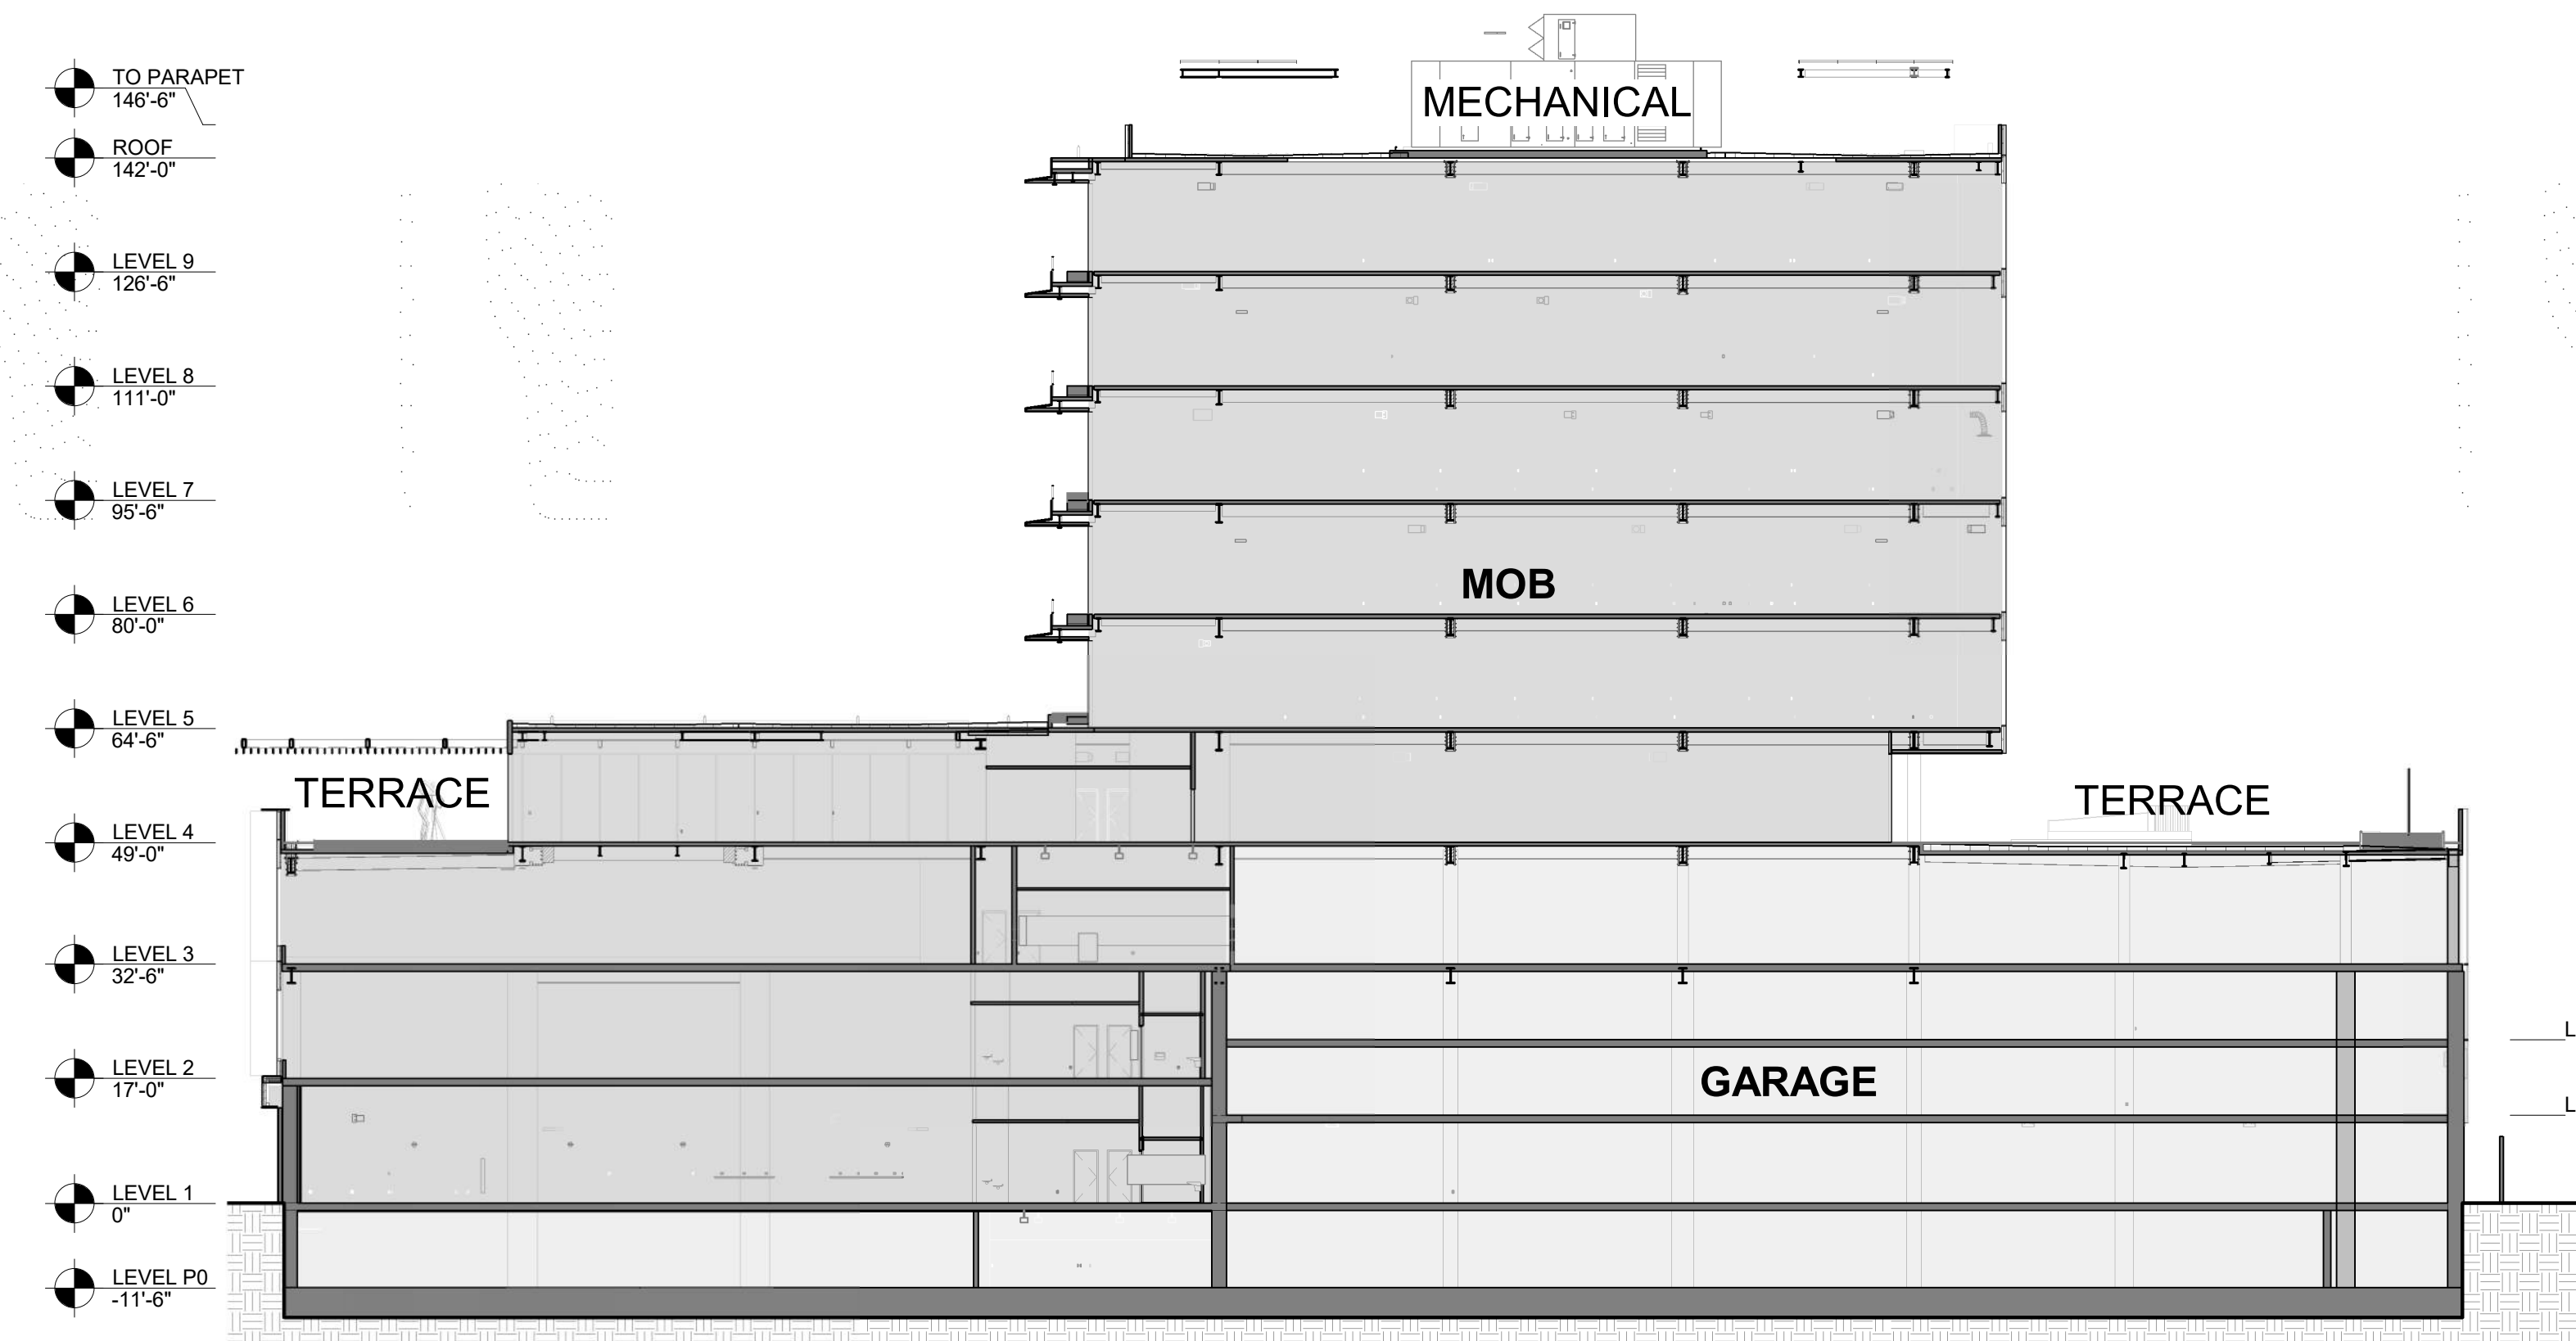 TO PARAPET
146'-6"
ROOF
142'-0"
LEVEL 9
126'-6"
LEVEL 8
111'-0"
LEVEL 7
95'-6"
LEVEL 6
80'-0"
LEVEL 5
64'-6"
LEVEL 4
49'-0"
LEVEL 3
32'-6"
LEVEL 2
17'-0"
LEVEL 1
0"
LEVEL P0
-11'-6"
MECHANICAL
MOB
TERRACE
TERRACE
GARAGE
L
L